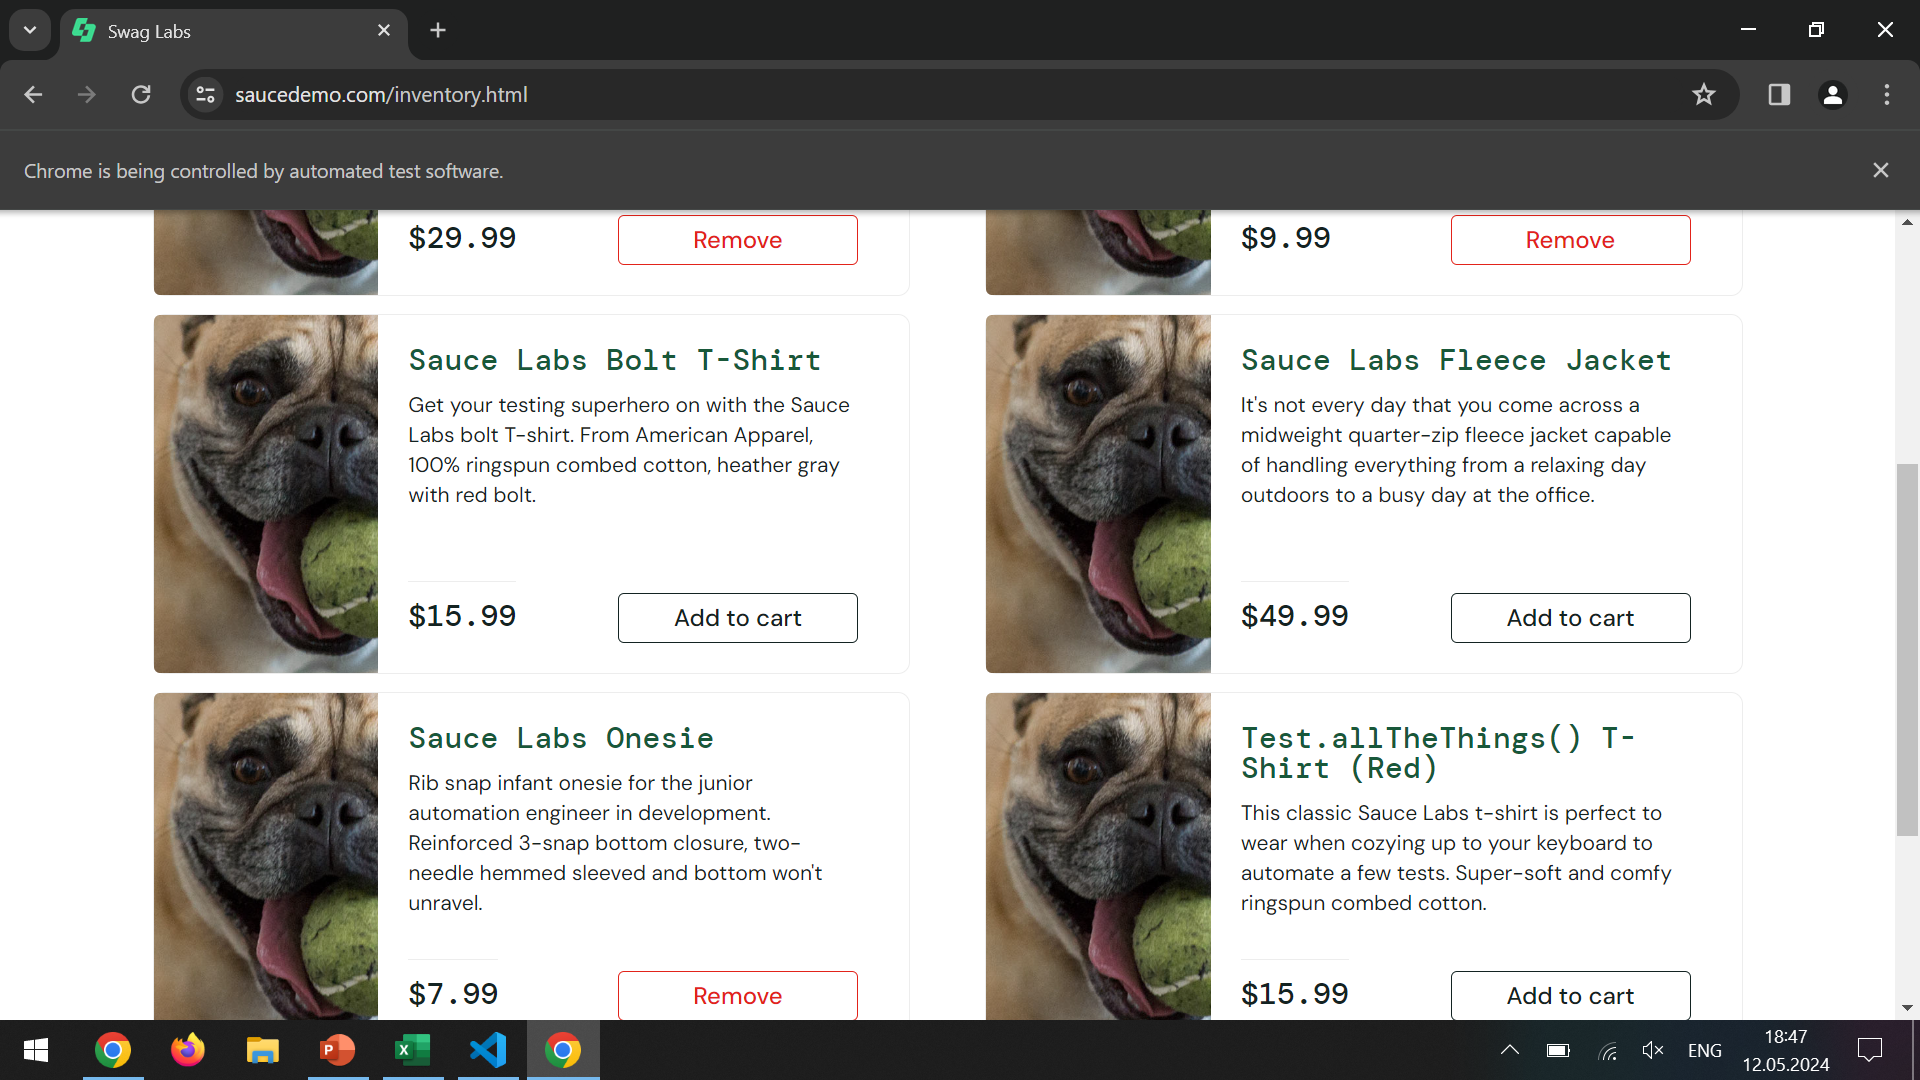 Swag Labs
saucedemo.com/inventory.html
Chrome is being controlled by automated test software.
$29.99
Remove
$9.99
Remove
Sauce Labs Bolt T-Shirt
Get your testing superhero on with the Sauce
Labs bolt T-shirt. From American Apparel,
100% ringspun combed cotton, heather gray
with red bolt.
$15.99
Add to cart
Sauce Labs Fleece Jacket
It's not every day that you come across a
midweight quarter-zip fleece jacket capable
of handling everything from a relaxing day
outdoors to a busy day at the office.
$49.99
Add to cart
Sauce Labs Onesie
Rib snap infant onesie for the junior
automation engineer in development.
Reinforced 3-snap bottom closure, two-
needle hemmed sleeved and bottom won't
unravel.
$7.99
Remove
Test.allTheThings() T-
Shirt (Red)
This classic Sauce Labs t-shirt is perfect to
wear when cozying up to your keyboard to
automate a few tests. Super-soft and comfy
ringspun combed cotton.
$15.99
Add to cart
ENG
18:47
12.05.2024